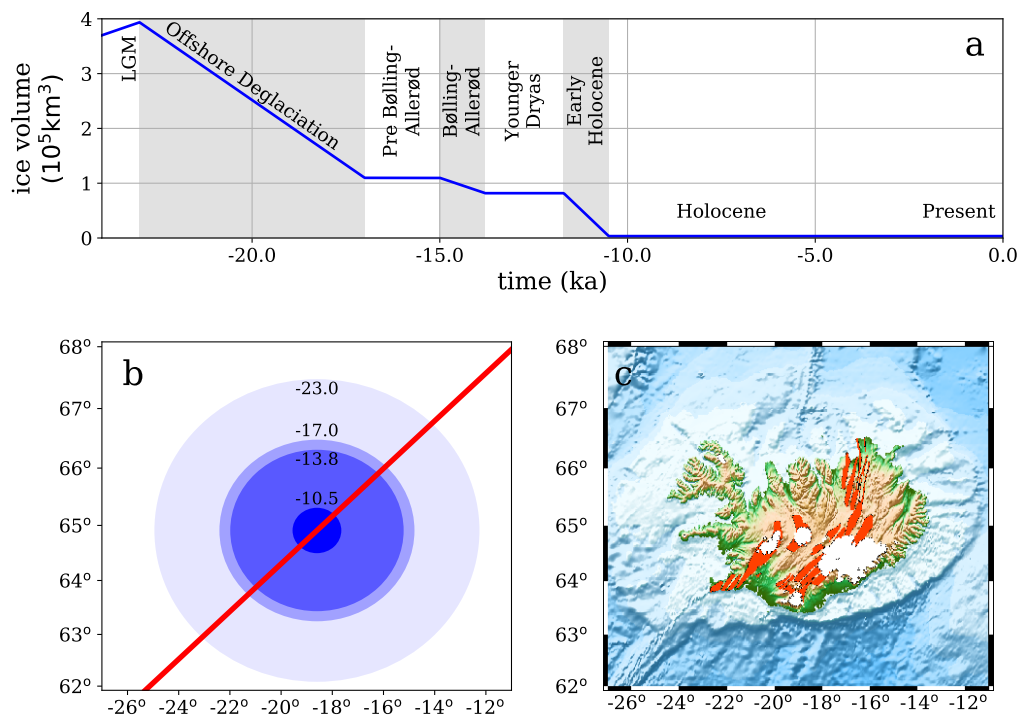 4
3
2
1
0
ice volume
(10⁵km³)
LGM
Offshore Deglaciation
Pre Bølling-
Allerød
Bølling-
Allerød
Younger
Dryas
Early
Holocene
a
Holocene
Present
-20.0
-15.0
-10.0
-5.0
0.0
time (ka)
b
68°
67°
66°
65°
64°
63°
62°
-23.0
-17.0
-13.8
-10.5
-26° -24° -22° -20° -18° -16° -14° -12°
c
68°
67°
66°
65°
64°
63°
62°
-26° -24° -22° -20° -18° -16° -14° -12°